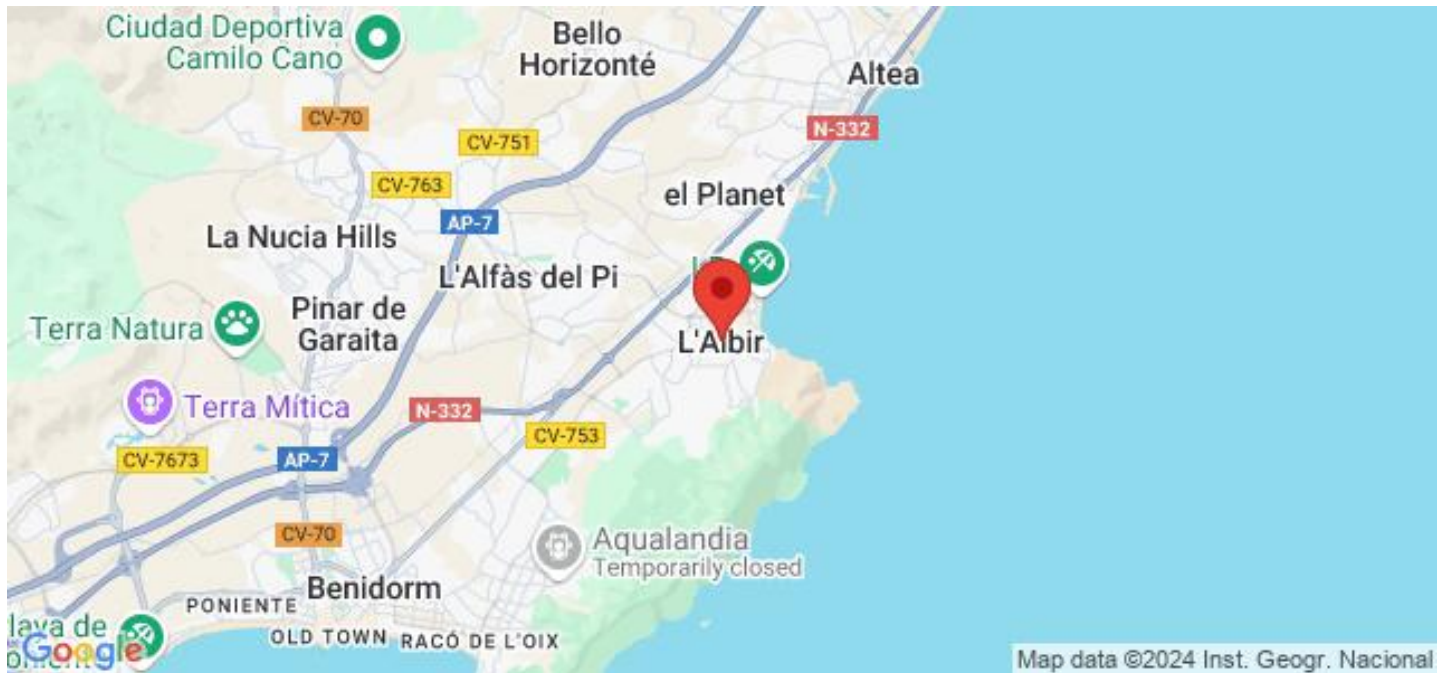 Ciudad Deportiva
Camilo Cano
Bello
Horizonté
Altea
CV-70
N-332
CV-751
CV-763
el Planet
AP-7
La Nucia Hills
L'Alfàs del Pi
Pinar de
Garaita
Terra Natura
L'Albir
Terra Mítica
N-332
CV-753
CV-7673
AP-7
CV-70
Aqualandia
Temporarily closed
Benidorm
PONIENTE
OLD TOWN
RACÓ DE L'OIX
laya de
Google
Map data ©2024 Inst. Geogr. Nacional